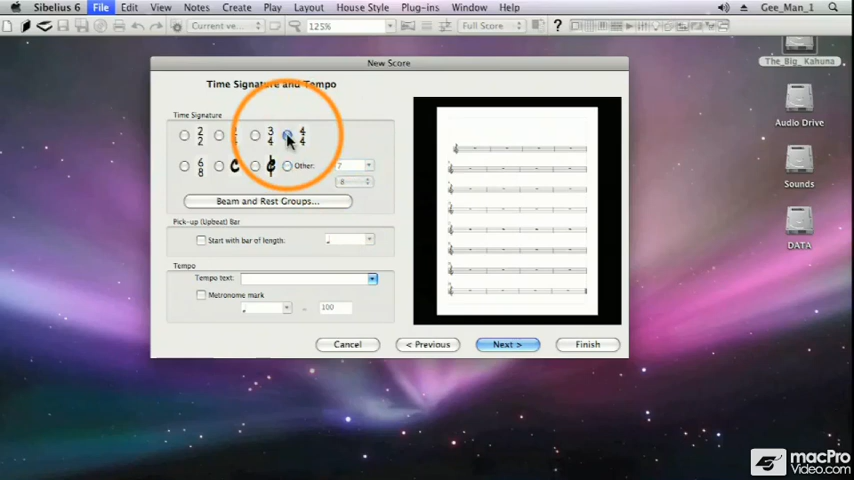 Sibelius 6 File Edit View Notes Create Play Layout House Style Plug-ins Window Help Gee_Man_1
Current ve 125% Full Score ?
New Score
The_Big_Kahuna
Time Signature and Tempo
Time Signature
2 3 4
2 4 4
6
8 Other: 7
8
Beam and Rest Groups...
Pick-up (Upbeat) Bar
Start with bar of length:
Tempo
Tempo text:
Metronome mark
= 100
Cancel < Previous Next > Finish
Audio Drive
Sounds
DATA
macPro
Video.com